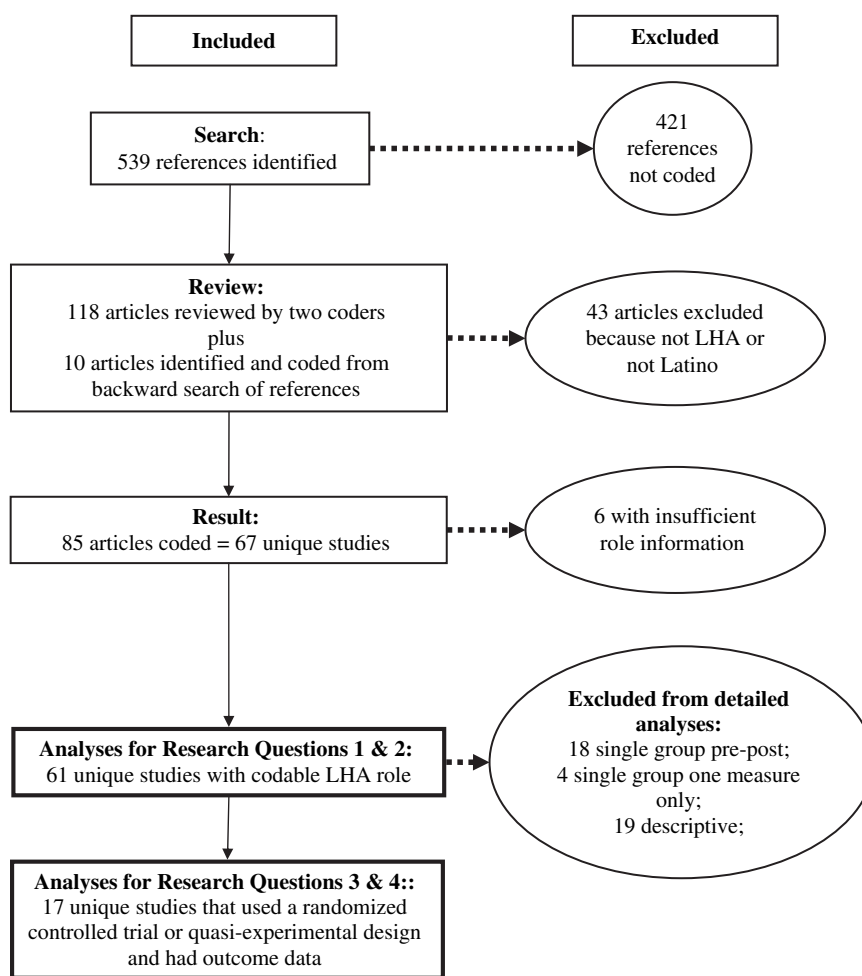 Included
Excluded
Search:
539 references identified
421
references
not coded
Review:
118 articles reviewed by two coders
plus
10 articles identified and coded from
backward search of references
43 articles excluded
because not LHA or
not Latino
Result:
85 articles coded = 67 unique studies
6 with insufficient
role information
Analyses for Research Questions 1 & 2:
61 unique studies with codable LHA role
Excluded from detailed
analyses:
18 single group pre-post;
4 single group one measure
only;
19 descriptive;
Analyses for Research Questions 3 & 4::
17 unique studies that used a randomized
controlled trial or quasi-experimental design
and had outcome data